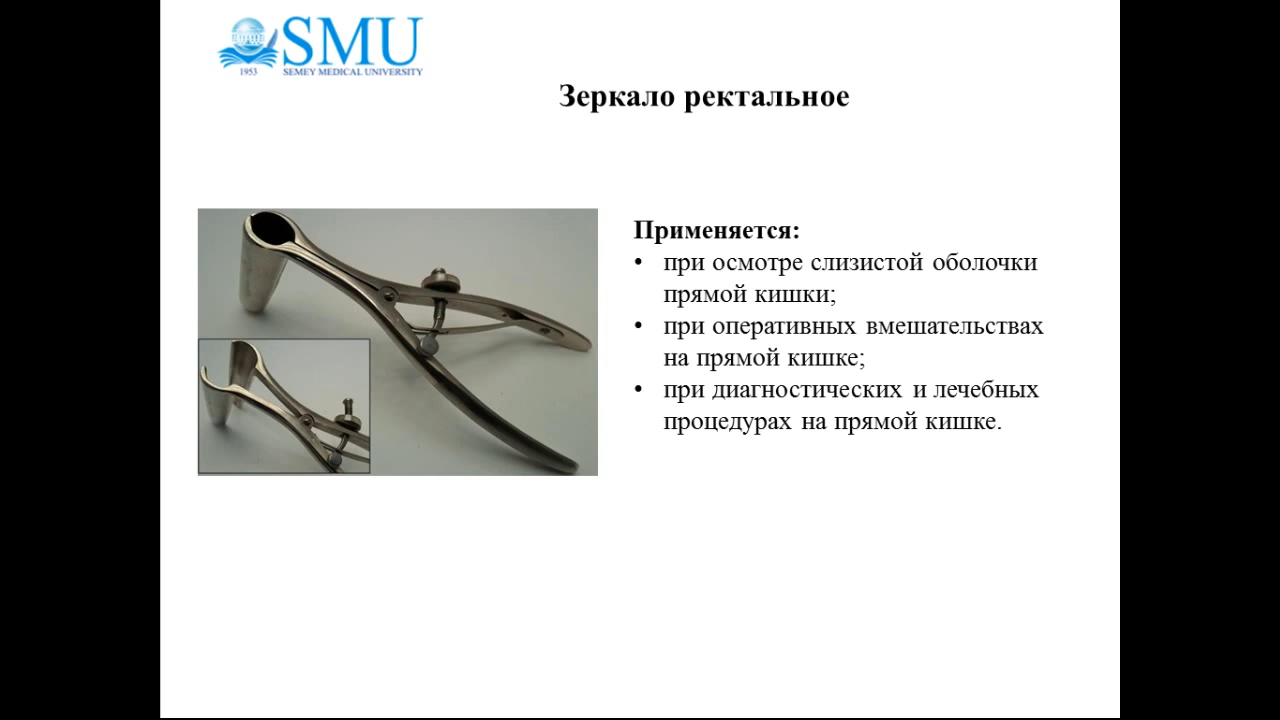 SMU
1953 SEMEY MEDICAL UNIVERSITY
Зеркало ректальное
Применяется:
• при осмотре слизистой оболочки
прямой кишки;
• при оперативных вмешательствах
на прямой кишке;
• при диагностических и лечебных
процедурах на прямой кишке.